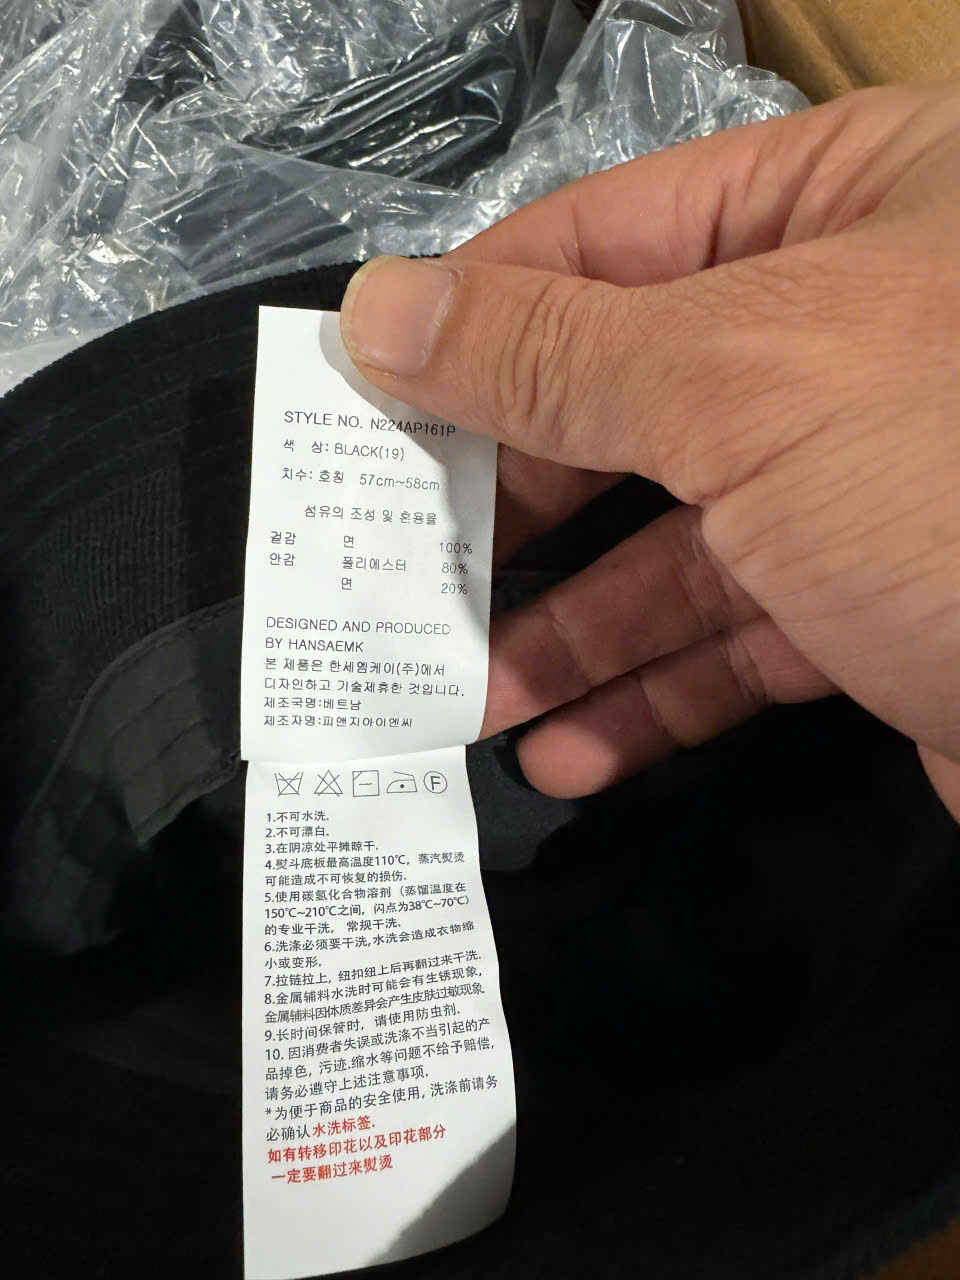 STYLE NO. N224AP161P
색 상: BLACK(19)
치수: 호칭 57cm~58cm
섬유의 조성 및 혼용율
겉감 면 100%
안감 폴리에스터 80%
면 20%
DESIGNED AND PRODUCED
BY HANSAEMK
본 제품은 한세엠케이(주)에서
디자인하고 기술제휴한 것입니다.
제조국명:베트남
제조자명:피앤지아이엔씨
F
1.不可水洗.
2.不可漂白.
3.在阴凉处平摊晾干.
4.熨斗底板最高温度110℃, 蒸汽熨烫
可能造成不可恢复的损伤.
5.使用碳氢化合物溶剂（蒸馏温度在
150℃~210℃之间, 闪点为38℃~70℃）
的专业干洗, 常规干洗.
6.洗涤必须要干洗,水洗会造成衣物缩
小或变形.
7.拉链拉上, 纽扣纽上后再翻过来干洗.
8.金属辅料水洗时可能会有生锈现象,
金属辅料因体质差异会产生皮肤过敏现象
9.长时间保管时, 请使用防虫剂.
10. 因消费者失误或洗涤不当引起的产
品掉色, 污迹.缩水等问题不给予赔偿,
请务必遵守上述注意事项.
*为便于商品的安全使用, 洗涤前请务
必确认水洗标签.
如有转移印花以及印花部分
一定要翻过来熨烫